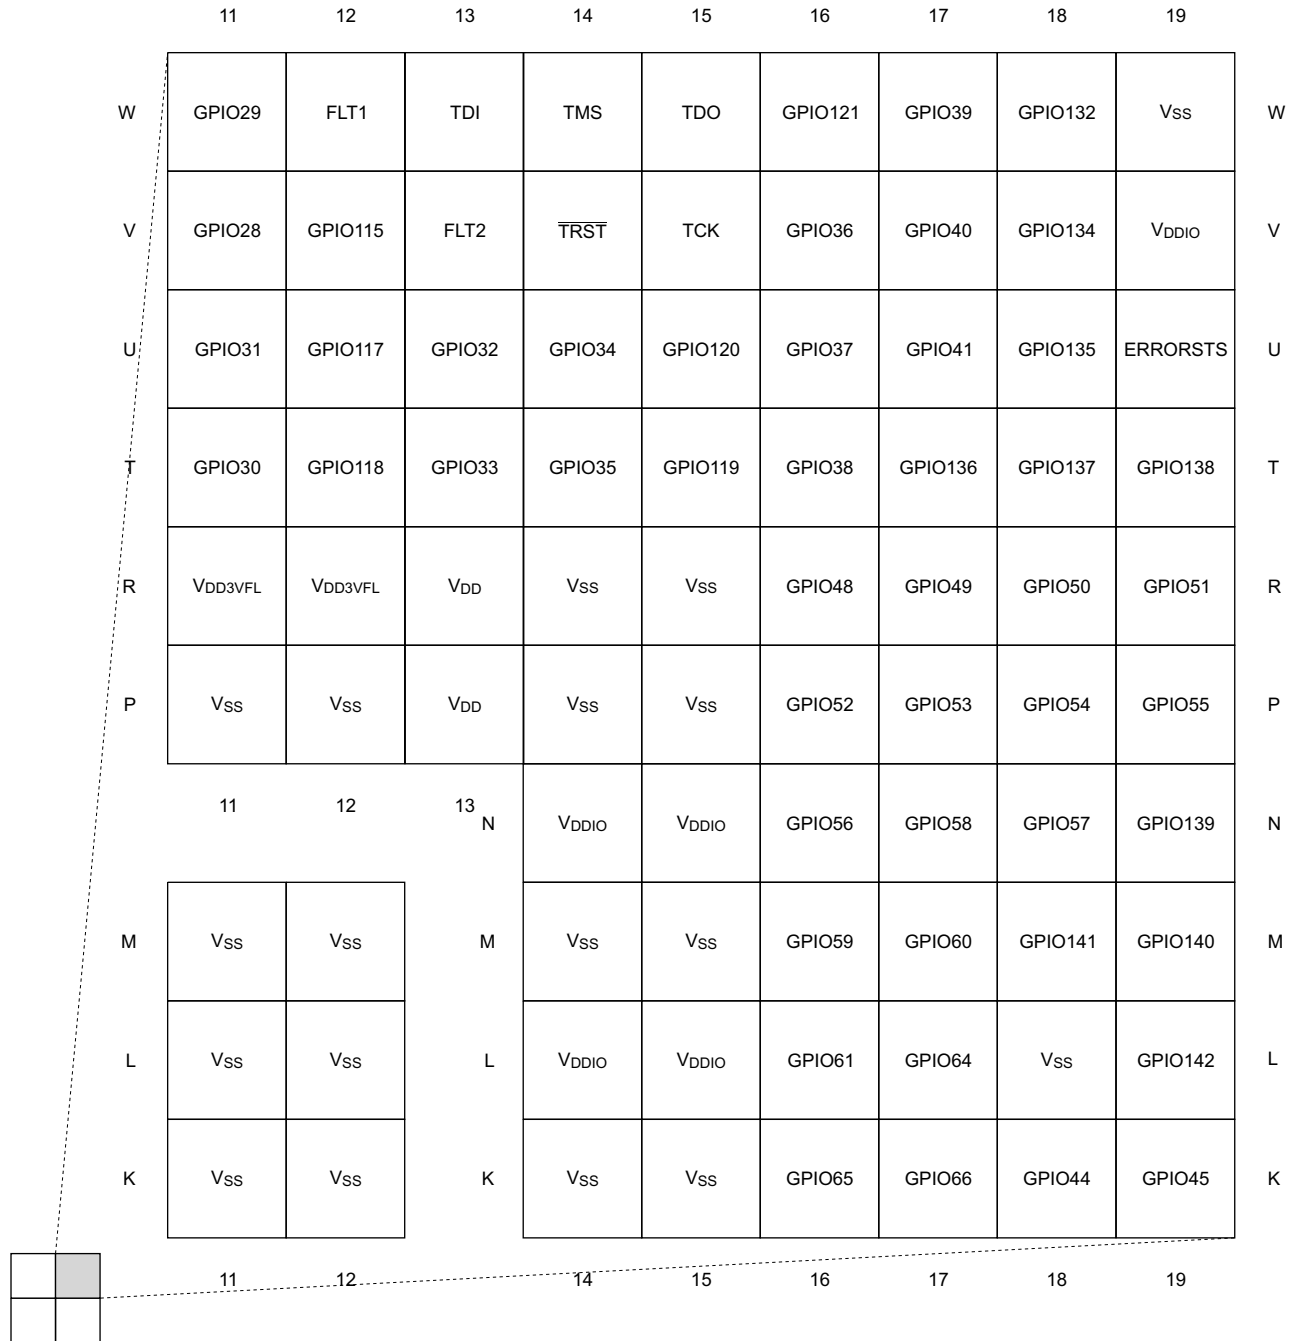 11 12 13 14 15 16 17 18 19
W GPIO29 FLT1 TDI TMS TDO GPIO121 GPIO39 GPIO132 VSS W
V GPIO28 GPIO115 FLT2 T̅R̅S̅T̅ TCK GPIO36 GPIO40 GPIO134 VDDIO V
U GPIO31 GPIO117 GPIO32 GPIO34 GPIO120 GPIO37 GPIO41 GPIO135 ERRORSTS U
T GPIO30 GPIO118 GPIO33 GPIO35 GPIO119 GPIO38 GPIO136 GPIO137 GPIO138 T
R VDD3VFL VDD3VFL VDD VSS VSS GPIO48 GPIO49 GPIO50 GPIO51 R
P VSS VSS VDD VSS VSS GPIO52 GPIO53 GPIO54 GPIO55 P
11 12 13
N VDDIO VDDIO GPIO56 GPIO58 GPIO57 GPIO139 N
M VSS VSS M VSS VSS GPIO59 GPIO60 GPIO141 GPIO140 M
L VSS VSS L VDDIO VDDIO GPIO61 GPIO64 VSS GPIO142 L
K VSS VSS K VSS VSS GPIO65 GPIO66 GPIO44 GPIO45 K
11 12 14 15 16 17 18 19